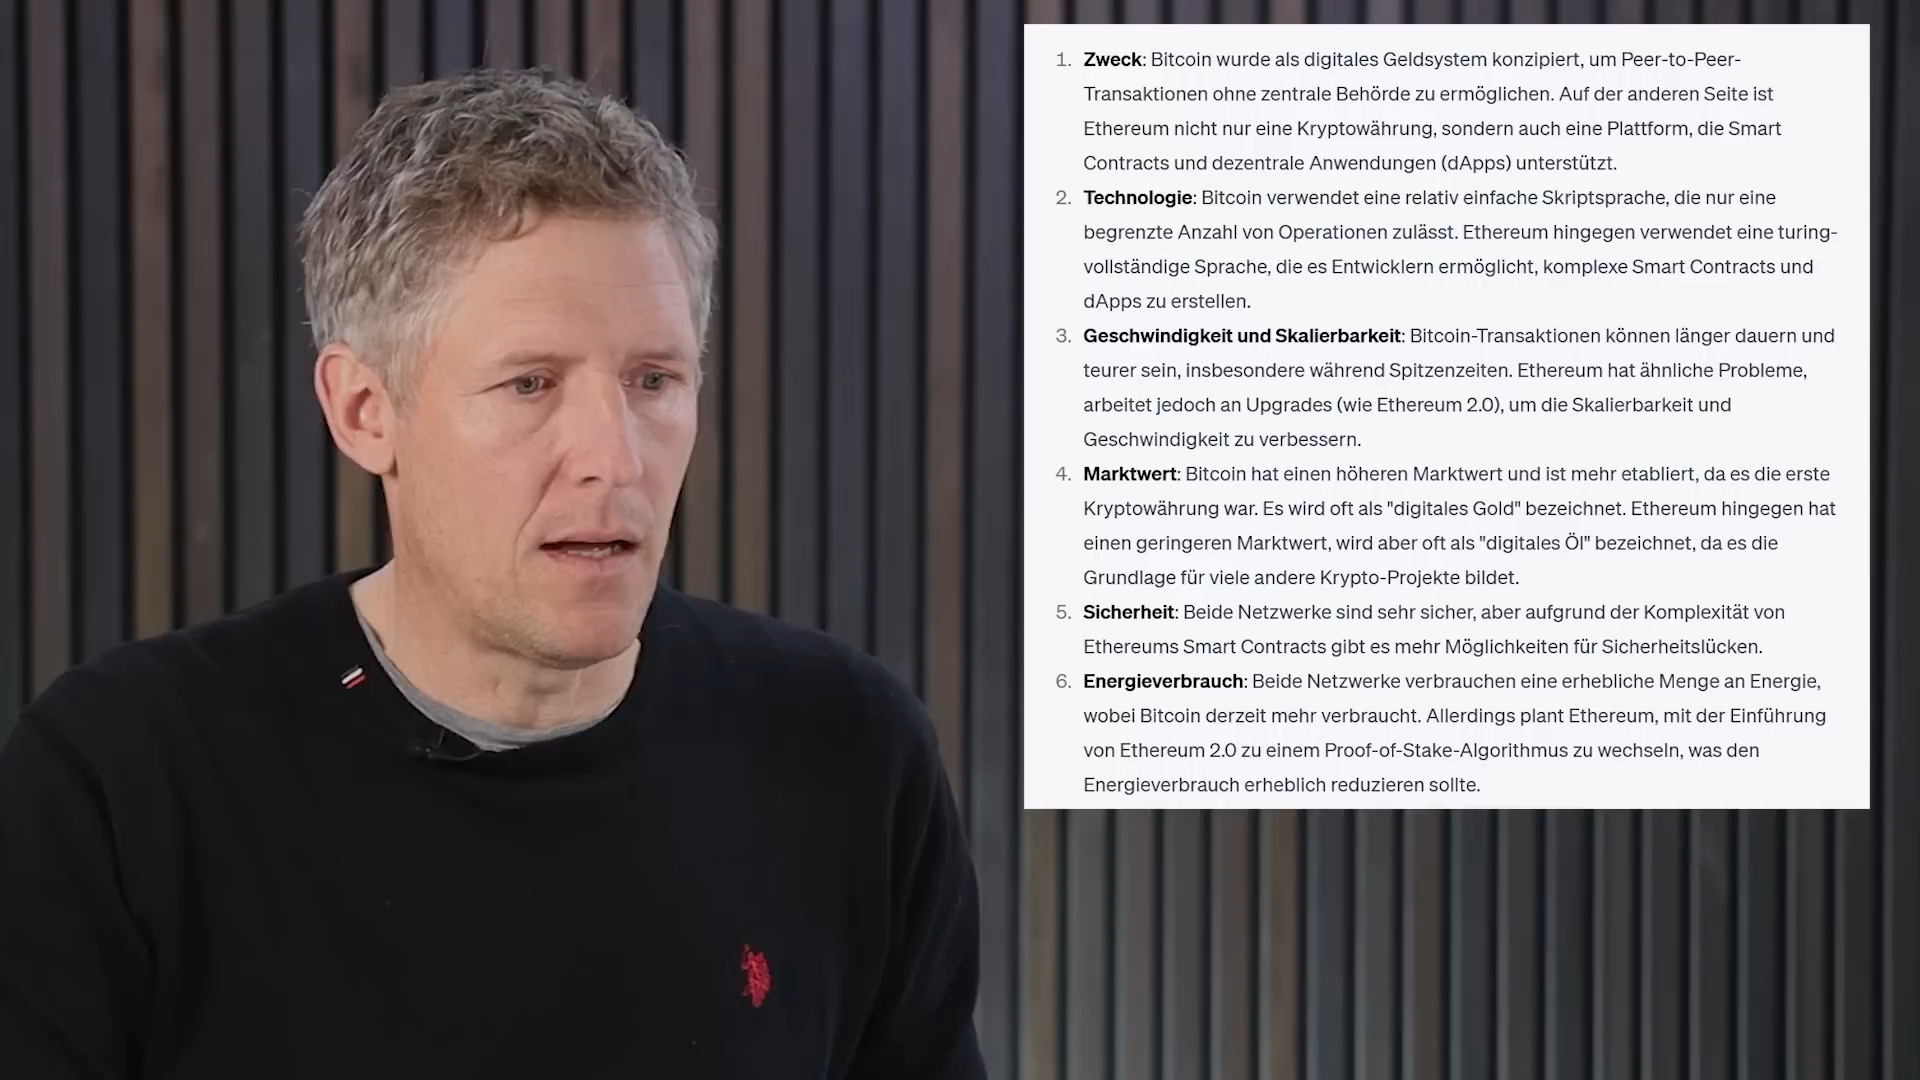 1. Zweck: Bitcoin wurde als digitales Geldsystem konzipiert, um Peer-to-Peer-
Transaktionen ohne zentrale Behörde zu ermöglichen. Auf der anderen Seite ist
Ethereum nicht nur eine Kryptowährung, sondern auch eine Plattform, die Smart
Contracts und dezentrale Anwendungen (dApps) unterstützt.
2. Technologie: Bitcoin verwendet eine relativ einfache Skriptsprache, die nur eine
begrenzte Anzahl von Operationen zulässt. Ethereum hingegen verwendet eine turing-
vollständige Sprache, die es Entwicklern ermöglicht, komplexe Smart Contracts und
dApps zu erstellen.
3. Geschwindigkeit und Skalierbarkeit: Bitcoin-Transaktionen können länger dauern und
teurer sein, insbesondere während Spitzenzeiten. Ethereum hat ähnliche Probleme,
arbeitet jedoch an Upgrades (wie Ethereum 2.0), um die Skalierbarkeit und
Geschwindigkeit zu verbessern.
4. Marktwert: Bitcoin hat einen höheren Marktwert und ist mehr etabliert, da es die erste
Kryptowährung war. Es wird oft als "digitales Gold" bezeichnet. Ethereum hingegen hat
einen geringeren Marktwert, wird aber oft als "digitales Öl" bezeichnet, da es die
Grundlage für viele andere Krypto-Projekte bildet.
5. Sicherheit: Beide Netzwerke sind sehr sicher, aber aufgrund der Komplexität von
Ethereums Smart Contracts gibt es mehr Möglichkeiten für Sicherheitslücken.
6. Energieverbrauch: Beide Netzwerke verbrauchen eine erhebliche Menge an Energie,
wobei Bitcoin derzeit mehr verbraucht. Allerdings plant Ethereum, mit der Einführung
von Ethereum 2.0 zu einem Proof-of-Stake-Algorithmus zu wechseln, was den
Energieverbrauch erheblich reduzieren sollte.